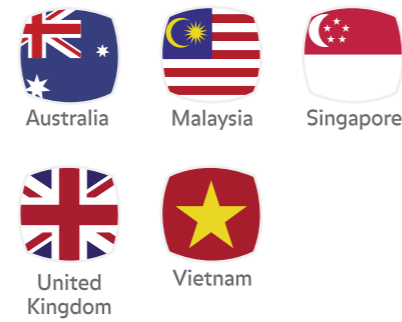 Australia
Malaysia
Singapore
United
Kingdom
Vietnam